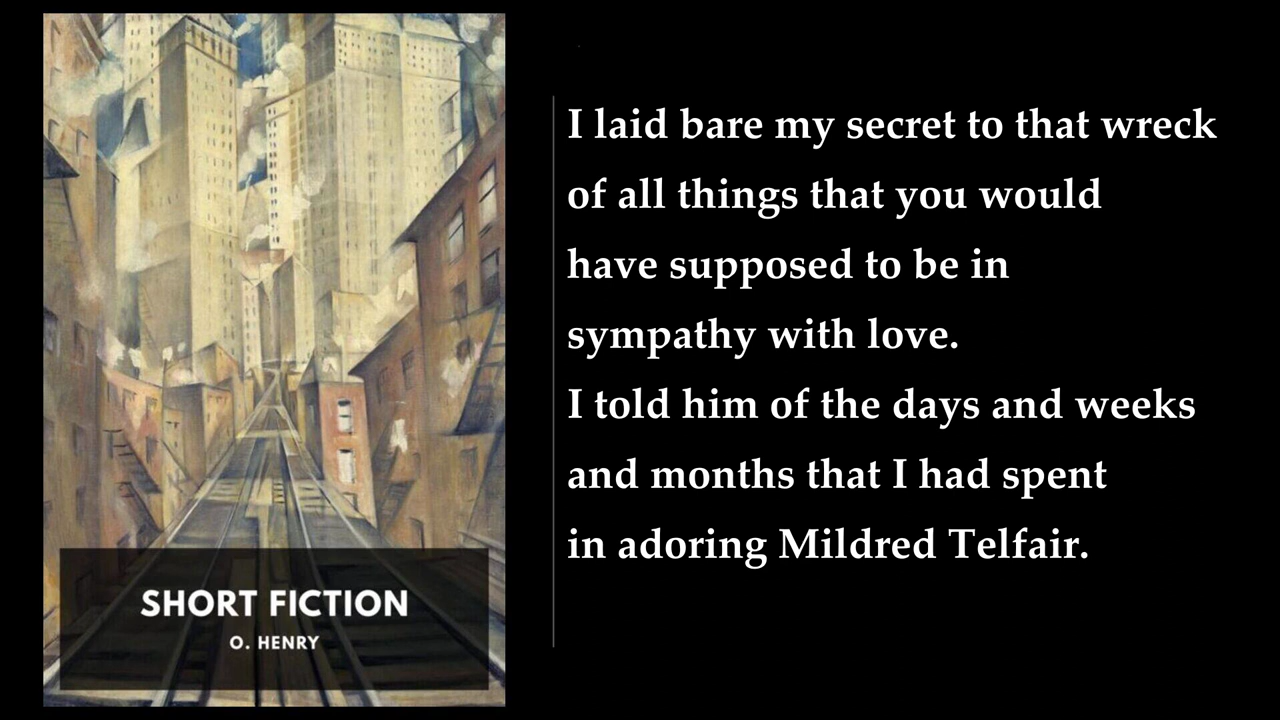 SHORT FICTION
O. HENRY
I laid bare my secret to that wreck
of all things that you would
have supposed to be in
sympathy with love.
I told him of the days and weeks
and months that I had spent
in adoring Mildred Telfair.